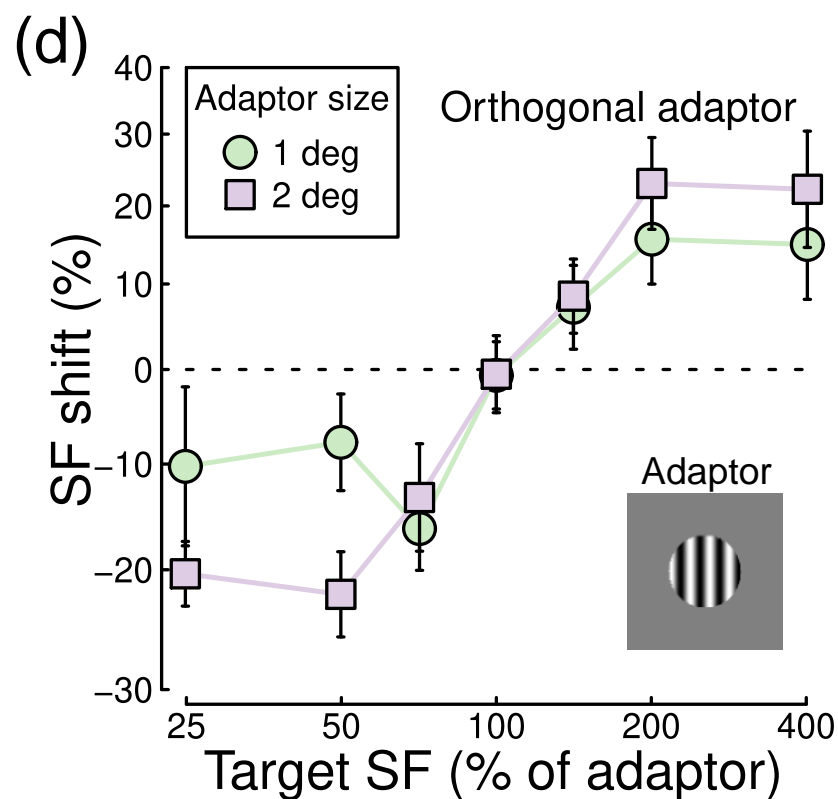 (d)
40
30
20
10
0
−10
−20
−30
SF shift (%)
Adaptor size
1 deg
2 deg
Orthogonal adaptor
Adaptor
25 50 100 200 400
Target SF (% of adaptor)